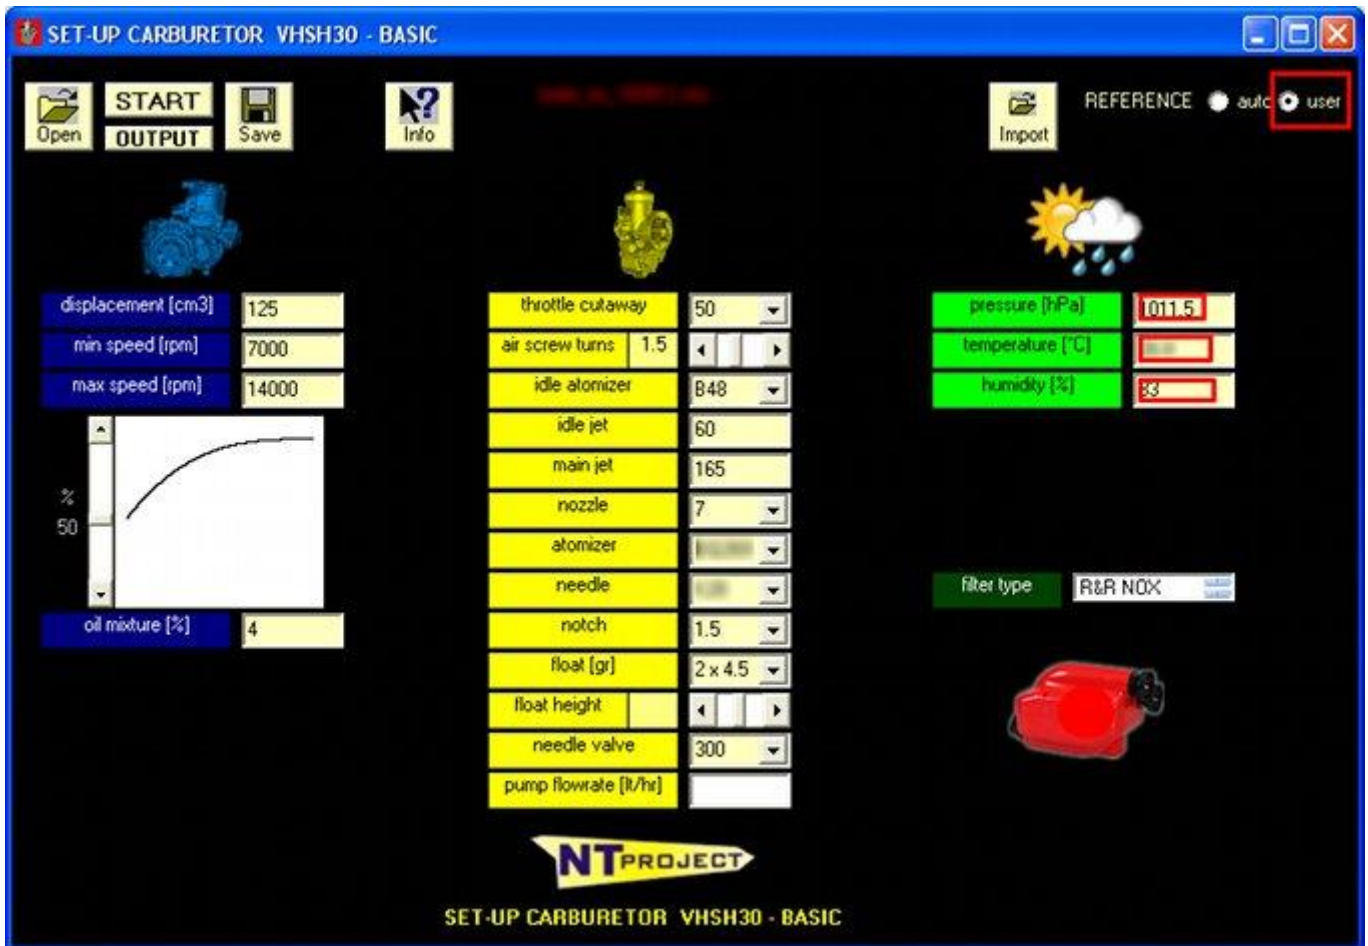 SET-UP CARBURETOR VHSH30 - BASIC
Open
START
OUTPUT
Save
Info
Import
REFERENCE auto user
displacement [cm3] 125
min speed [rpm] 7000
max speed [rpm] 14000
%
50
oil mixture [%] 4
throttle cutaway 50
air screw turns 1.5
idle atomizer B48
idle jet 60
main jet 165
nozzle 7
atomizer
needle
notch 1.5
float [gr] 2 x 4.5
float height
needle valve 300
pump flowrate [lt/hr]
pressure [hPa] 1011.5
temperature [°C]
humidity [%]
filter type R&R NOX
NT PROJECT
SET-UP CARBURETOR VHSH30 - BASIC